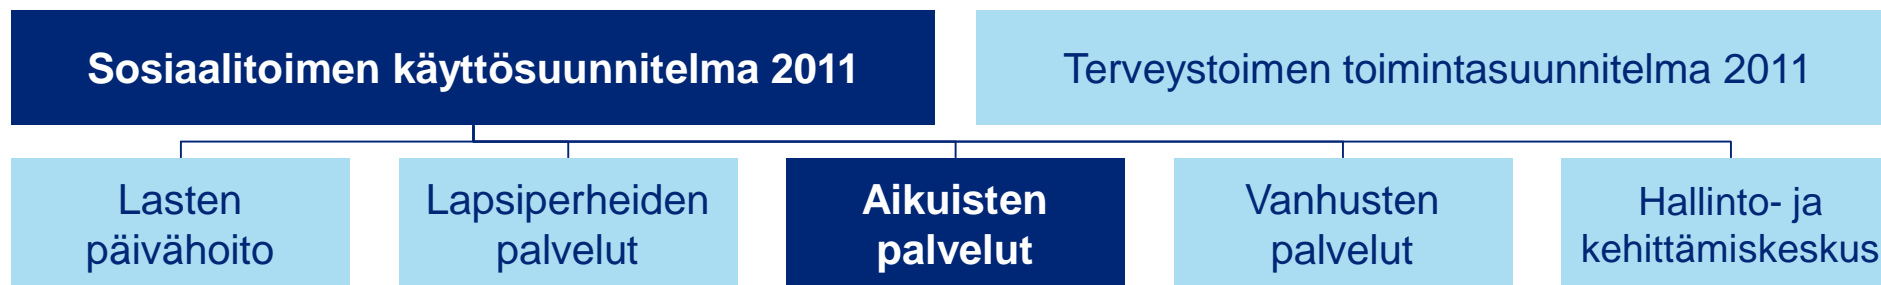 Sosiaalitoimen käyttösuunnitelma 2011
Terveystoimen toimintasuunnitelma 2011
Lasten
päivähoito
Lapsiperheiden
palvelut
Aikuisten
palvelut
Vanhusten
palvelut
Hallinto- ja
kehittämiskeskus